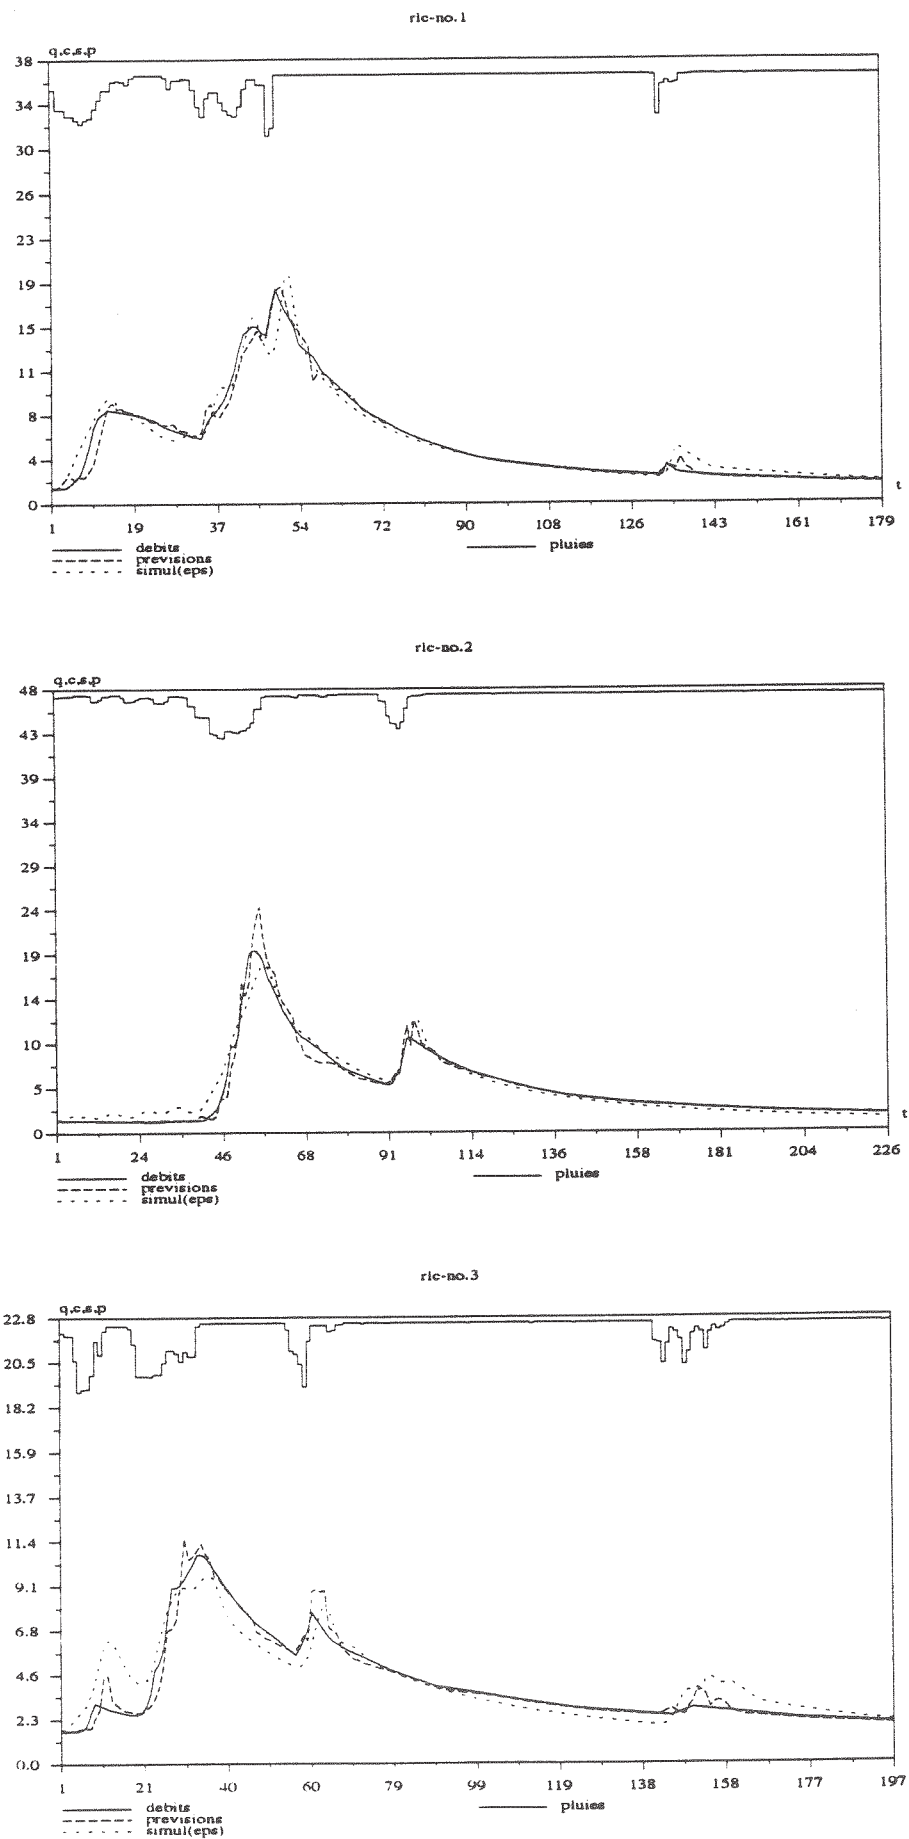 ric-no.1
q,c,s,p
38
34
30
26
23
19
15
11
8
4
0
t
1 19 37 54 72 90 108 126 143 161 179
debits pluies
previsions
simul(eps)
ric-no.2
q,c,s,p
48
43
39
34
29
24
19
14
10
5
0
t
1 24 46 68 91 114 136 158 181 204 226
debits pluies
previsions
simul(eps)
ric-no.3
q,c,s,p
22.8
20.5
18.2
15.9
13.7
11.4
9.1
6.8
4.6
2.3
0.0
1 21 40 60 79 99 119 138 158 177 197
debits pluies
previsions
simul(eps)